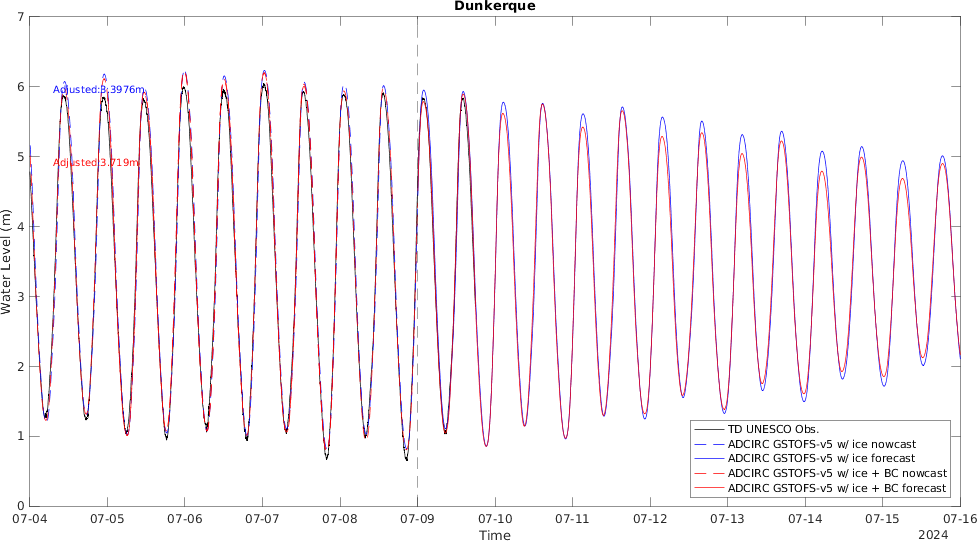 Dunkerque
7
6
5
4
3
2
1
0
Water Level (m)
Adjusted:3.3976m
Adjusted:3.719m
TD UNESCO Obs.
ADCIRC GSTOFS-v5 w/ ice nowcast
ADCIRC GSTOFS-v5 w/ ice forecast
ADCIRC GSTOFS-v5 w/ ice + BC nowcast
ADCIRC GSTOFS-v5 w/ ice + BC forecast
07-04 07-05 07-06 07-07 07-08 07-09 07-10 07-11 07-12 07-13 07-14 07-15 07-16
Time
2024